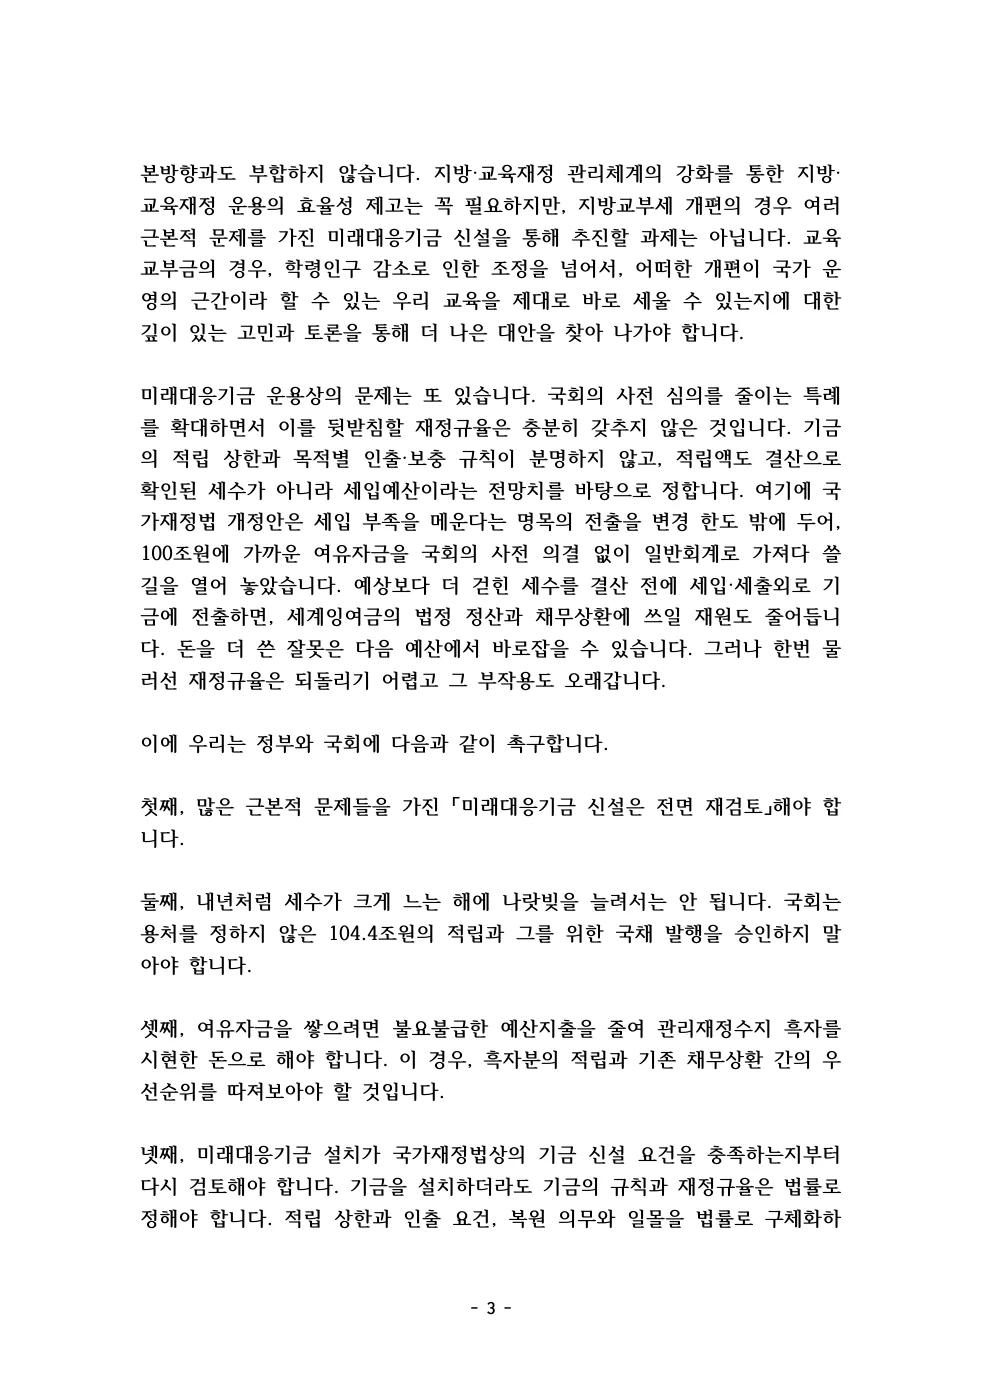 본방향과도 부합하지 않습니다. 지방·교육재정 관리체계의 강화를 통한 지방·
교육재정 운용의 효율성 제고는 꼭 필요하지만, 지방교부세 개편의 경우 여러
근본적 문제를 가진 미래대응기금 신설을 통해 추진할 과제는 아닙니다. 교육
교부금의 경우, 학령인구 감소로 인한 조정을 넘어서, 어떠한 개편이 국가 운
영의 근간이라 할 수 있는 우리 교육을 제대로 바로 세울 수 있는지에 대한
깊이 있는 고민과 토론을 통해 더 나은 대안을 찾아 나가야 합니다.
미래대응기금 운용상의 문제는 또 있습니다. 국회의 사전 심의를 줄이는 특례
를 확대하면서 이를 뒷받침할 재정규율은 충분히 갖추지 않은 것입니다. 기금
의 적립 상한과 목적별 인출·보충 규칙이 분명하지 않고, 적립액도 결산으로
확인된 세수가 아니라 세입예산이라는 전망치를 바탕으로 정합니다. 여기에 국
가재정법 개정안은 세입 부족을 메운다는 명목의 전출을 변경 한도 밖에 두어,
100조원에 가까운 여유자금을 국회의 사전 의결 없이 일반회계로 가져다 쓸
길을 열어 놓았습니다. 예상보다 더 걷힌 세수를 결산 전에 세입·세출외로 기
금에 전출하면, 세계잉여금의 법정 정산과 채무상환에 쓰일 재원도 줄어듭니
다. 돈을 더 쓴 잘못은 다음 예산에서 바로잡을 수 있습니다. 그러나 한번 물
러선 재정규율은 되돌리기 어렵고 그 부작용도 오래갑니다.
이에 우리는 정부와 국회에 다음과 같이 촉구합니다.
첫째, 많은 근본적 문제들을 가진 ｢미래대응기금 신설은 전면 재검토｣해야 합
니다.
둘째, 내년처럼 세수가 크게 느는 해에 나랏빚을 늘려서는 안 됩니다. 국회는
용처를 정하지 않은 104.4조원의 적립과 그를 위한 국채 발행을 승인하지 말
아야 합니다.
셋째, 여유자금을 쌓으려면 불요불급한 예산지출을 줄여 관리재정수지 흑자를
시현한 돈으로 해야 합니다. 이 경우, 흑자분의 적립과 기존 채무상환 간의 우
선순위를 따져보아야 할 것입니다.
넷째, 미래대응기금 설치가 국가재정법상의 기금 신설 요건을 충족하는지부터
다시 검토해야 합니다. 기금을 설치하더라도 기금의 규칙과 재정규율은 법률로
정해야 합니다. 적립 상한과 인출 요건, 복원 의무와 일몰을 법률로 구체화하
- 3 -